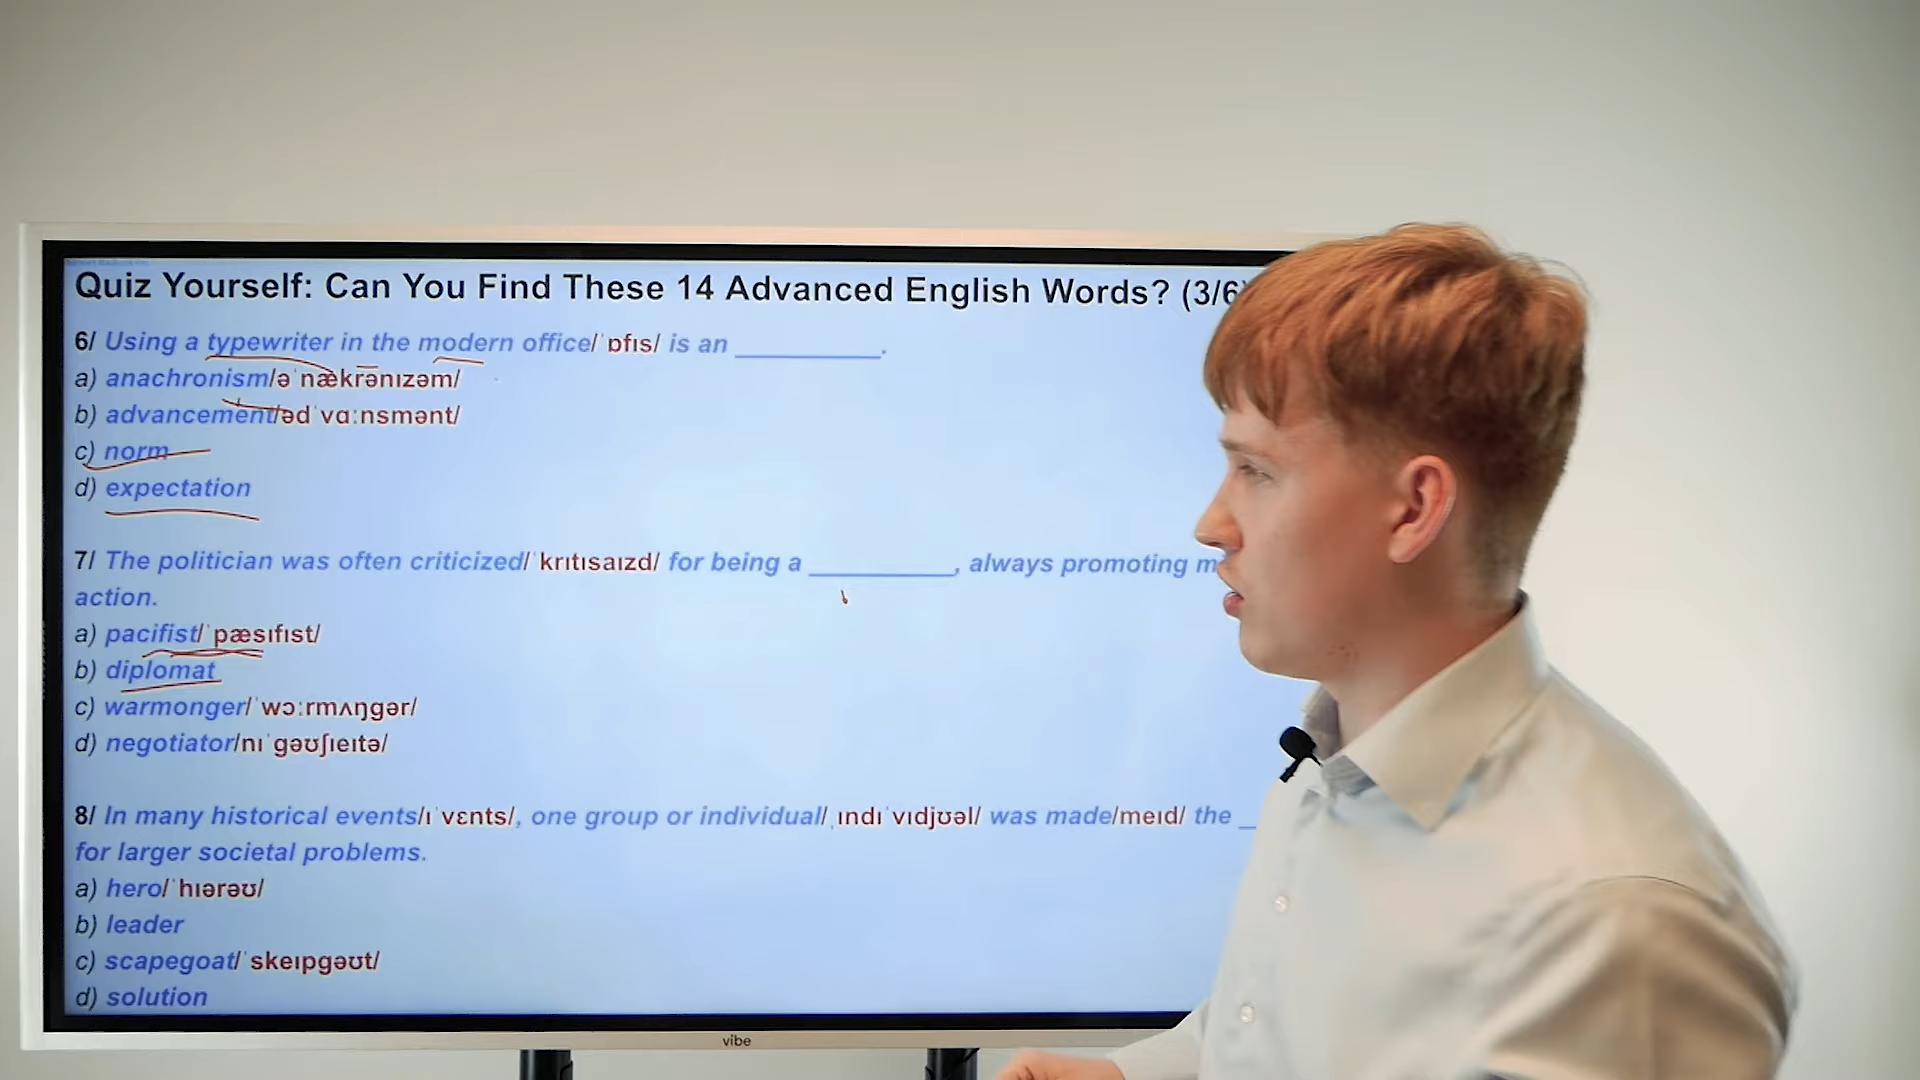 Quiz Yourself: Can You Find These 14 Advanced English Words? (3/6)
6/ Using a typewriter in the modern office/ˈɒfɪs/ is an ___________.
a) anachronism/əˈnækrənɪzəm/
b) advancement/ədˈvɑːnsmənt/
c) norm
d) expectation
7/ The politician was often criticized/ˈkrɪtɪsaɪzd/ for being a ___________, always promoting
action.
a) pacifist/ˈpæsɪfɪst/
b) diplomat
c) warmonger/ˈwɔːrmʌŋgər/
d) negotiator/nɪˈgəʊʃɪeɪtə/
8/ In many historical events/ɪˈvɛnts/, one group or individual/ˌɪndɪˈvɪdjʊəl/ was made/meɪd/ the _
for larger societal problems.
a) hero/ˈhɪərəʊ/
b) leader
c) scapegoat/ˈskeɪpgəʊt/
d) solution
vibe